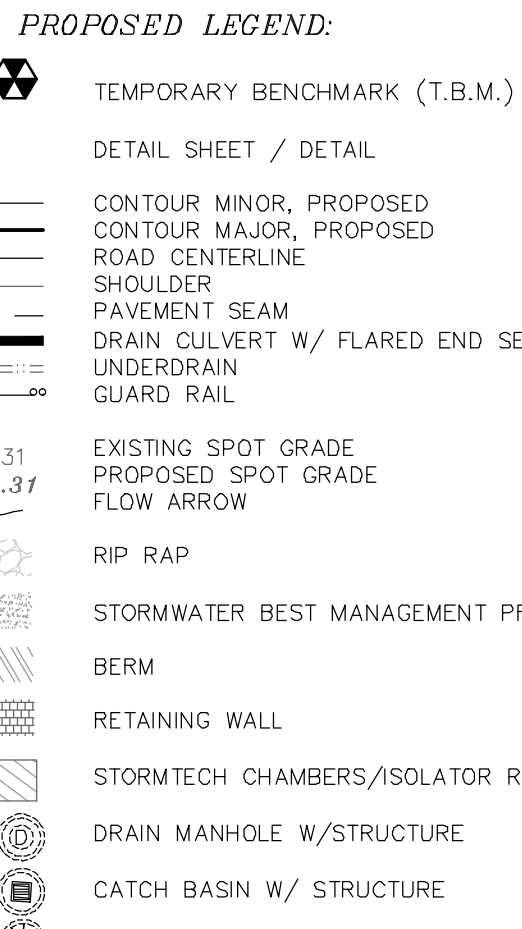 PROPOSED LEGEND:
TEMPORARY BENCHMARK (T.B.M.)
DETAIL SHEET / DETAIL
CONTOUR MINOR, PROPOSED
CONTOUR MAJOR, PROPOSED
ROAD CENTERLINE
SHOULDER
PAVEMENT SEAM
DRAIN CULVERT W/ FLARED END SE
UNDERDRAIN
GUARD RAIL
31 EXISTING SPOT GRADE
.31 PROPOSED SPOT GRADE
FLOW ARROW
RIP RAP
STORMWATER BEST MANAGEMENT
BERM
RETAINING WALL
STORMTECH CHAMBERS/ISOLATOR R
D DRAIN MANHOLE W/STRUCTURE
CATCH BASIN W/ STRUCTURE